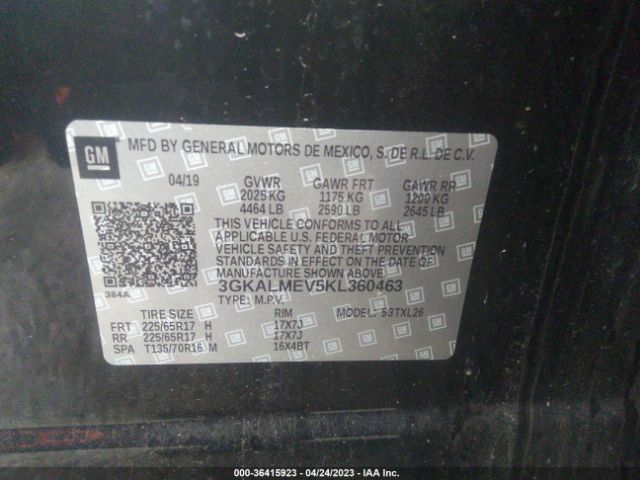 GM
MFD BY GENERAL MOTORS DE MEXICO, S. DE R.L. DE C.V.
04/19 GVWR GAWR FRT GAWR RR
2025 KG 1175 KG 1200 KG
4464 LB 2590 LB 2645 LB
THIS VEHICLE CONFORMS TO ALL
APPLICABLE U.S. FEDERAL MOTOR
VEHICLE SAFETY AND THEFT PREVENTION
STANDARDS IN EFFECT ON THE DATE OF
MANUFACTURE SHOWN ABOVE.
384A 3GKALMEV5KL360463
TYPE: M.P.V.
TIRE SIZE RIM MODEL: 53TXL26
FRT 225/65R17 H 17X7J
RR 225/65R17 H 17X7J
SPA T135/70R16 M 16X4BT
000-36415923 - 04/24/2023 - IAA Inc.